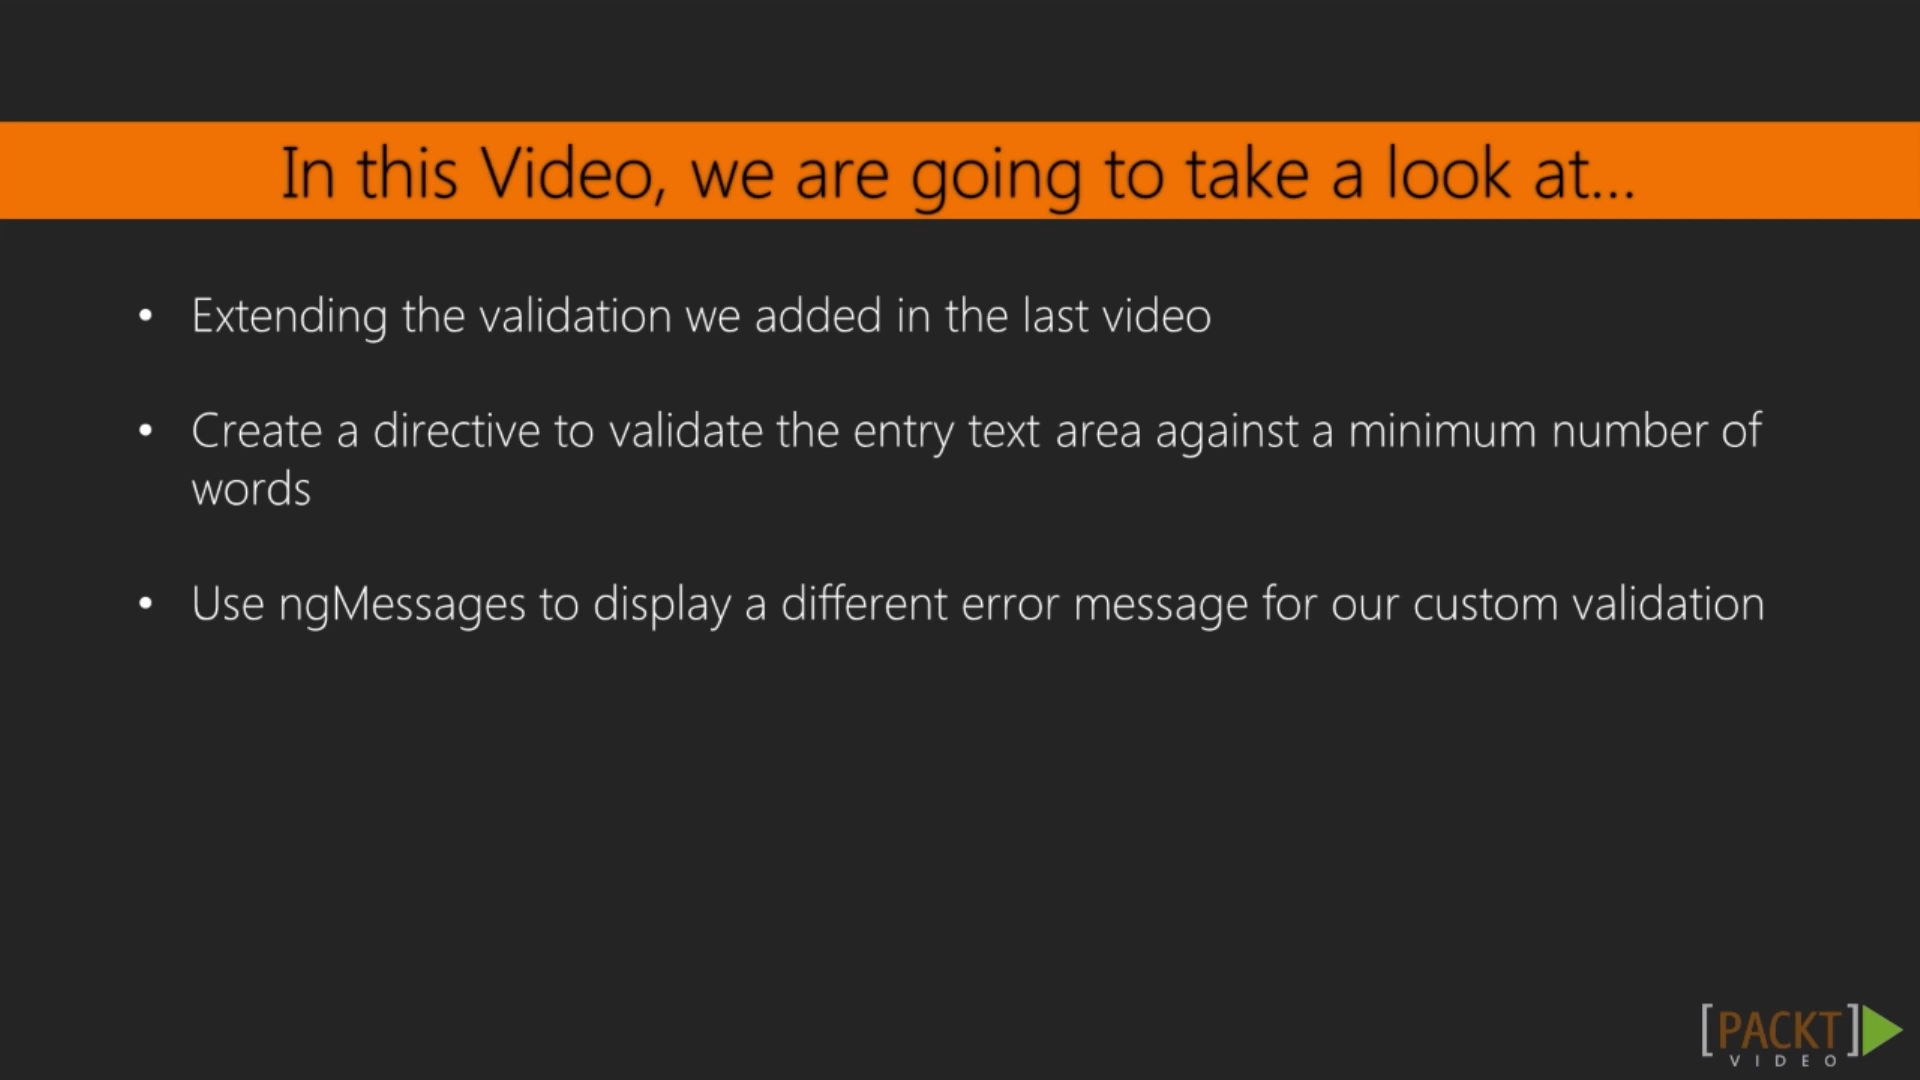 In this Video, we are going to take a look at...
• Extending the validation we added in the last video
• Create a directive to validate the entry text area against a minimum number of
words
• Use ngMessages to display a different error message for our custom validation
[PACKT]
VIDEO